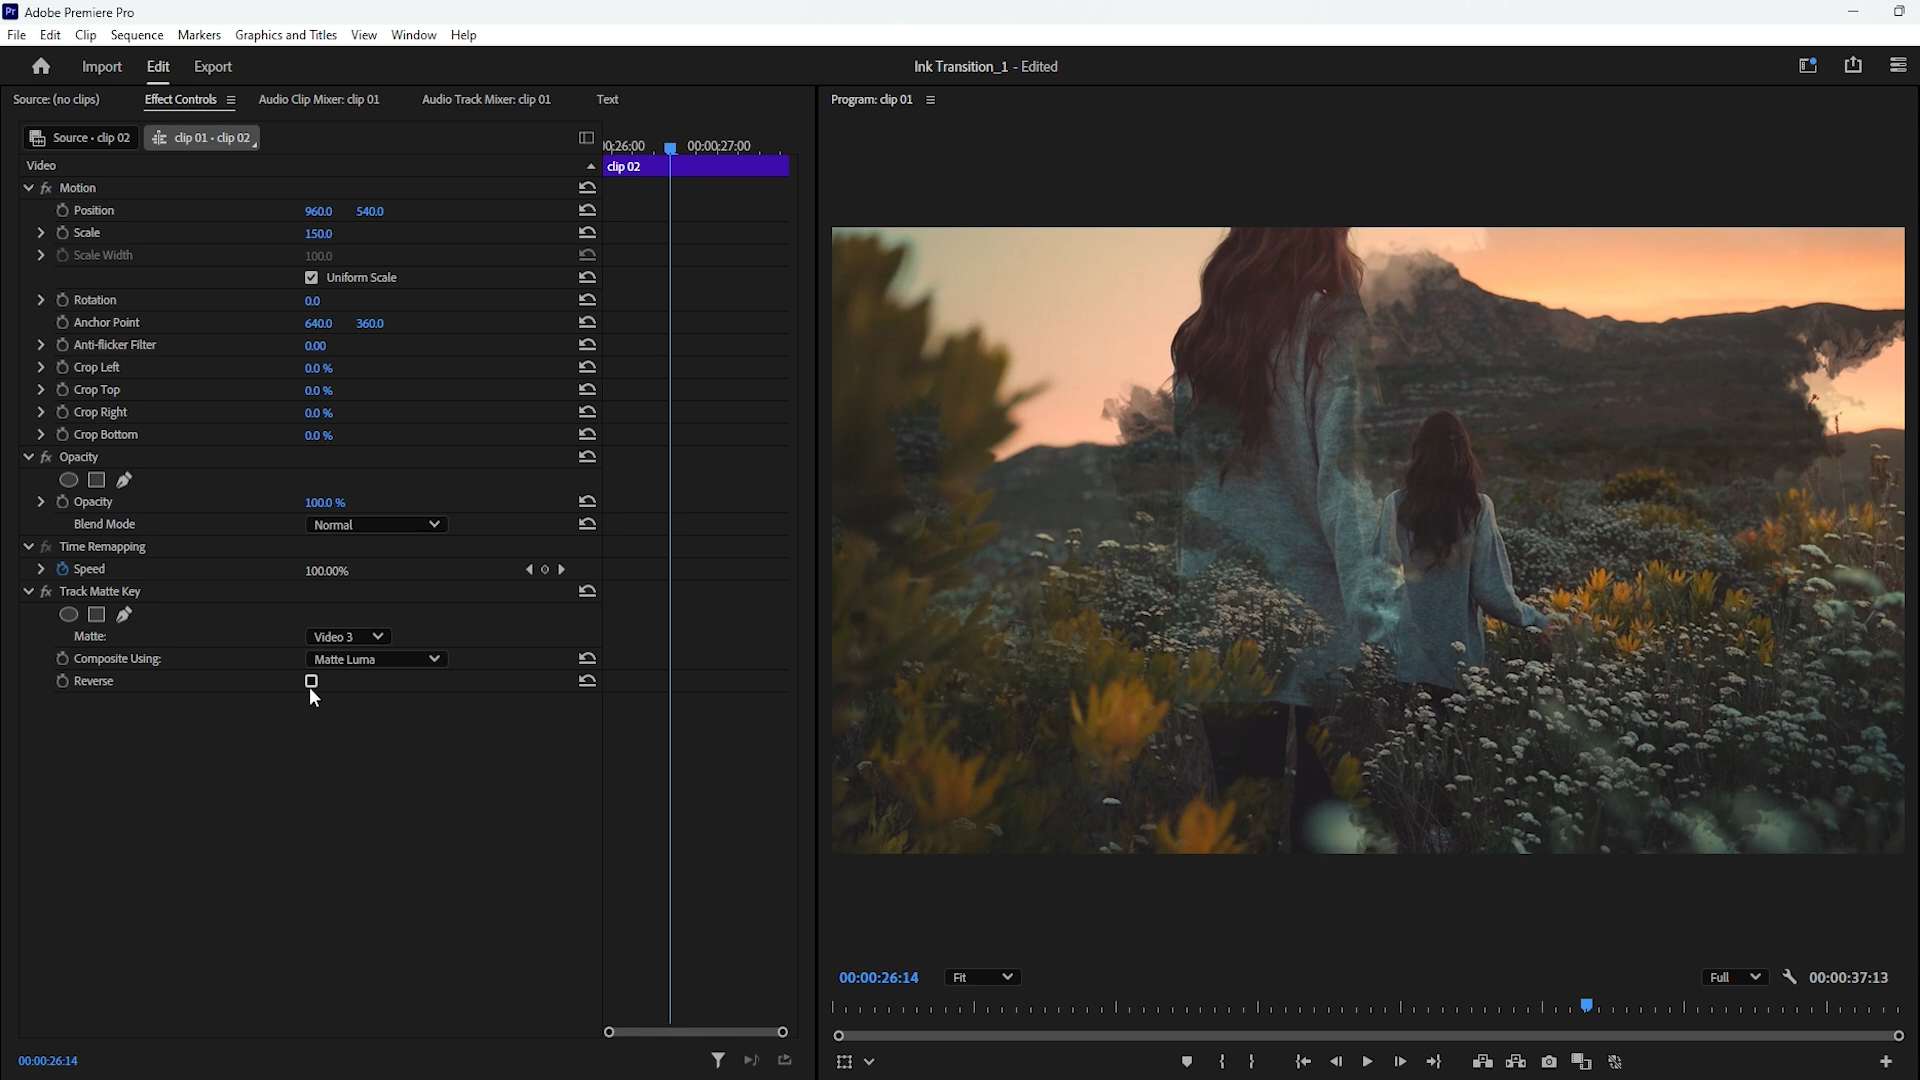 Pr Adobe Premiere Pro
File Edit Clip Sequence Markers Graphics and Titles View Window Help
Import Edit Export Ink Transition_1 - Edited
Source: (no clips) Effect Controls Audio Clip Mixer: clip 01 Audio Track Mixer: clip 01 Text Program: clip 01
Source • clip 02 clip 01 • clip 02 00:00:27:00
Video clip 02
fx Motion
Position 960.0 540.0
Scale 150.0
Scale Width 100.0
Uniform Scale
Rotation 0.0
Anchor Point 640.0 360.0
Anti-flicker Filter 0.00
Crop Left 0.0 %
Crop Top 0.0 %
Crop Right 0.0 %
Crop Bottom 0.0 %
fx Opacity
Opacity 100.0 %
Blend Mode Normal
fx Time Remapping
Speed 100.00%
fx Track Matte Key
Matte: Video 3
Composite Using: Matte Luma
Reverse
00:00:26:14 Fit Full 00:00:37:13
00:00:26:14